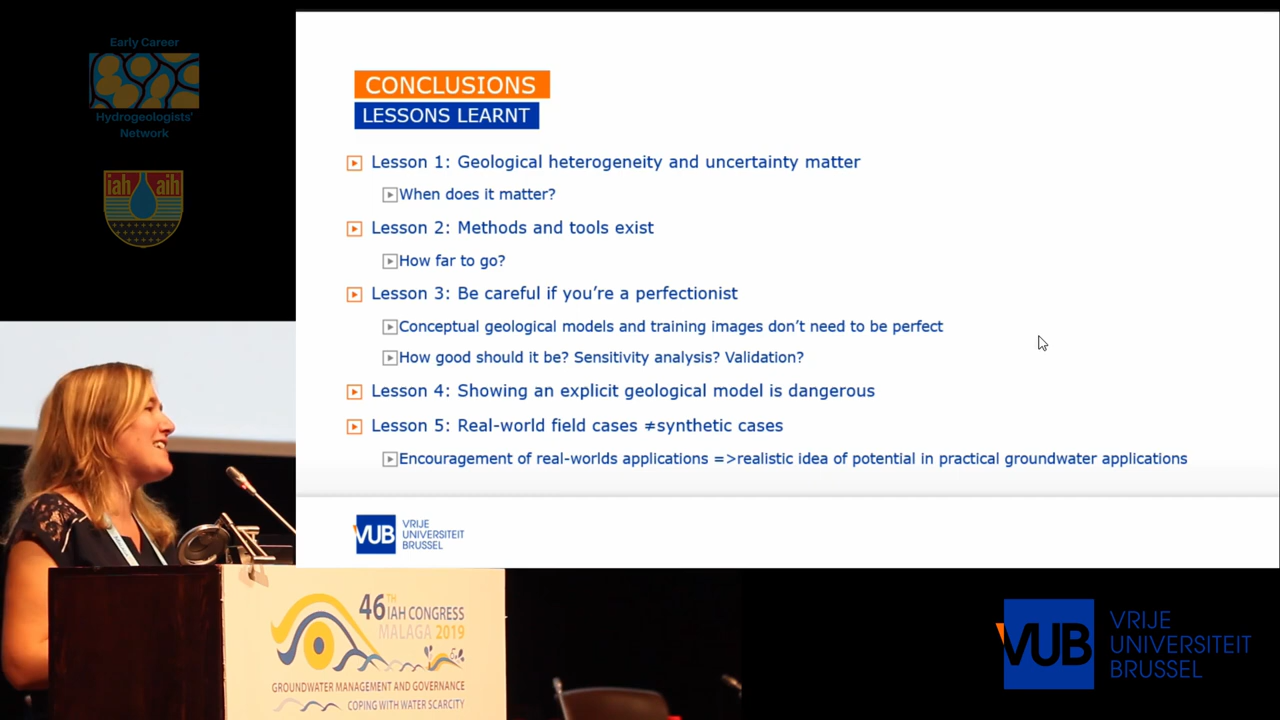 Early Career
Hydrogeologists'
Network
iah aih
CONCLUSIONS
LESSONS LEARNT
Lesson 1: Geological heterogeneity and uncertainty matter
When does it matter?
Lesson 2: Methods and tools exist
How far to go?
Lesson 3: Be careful if you’re a perfectionist
Conceptual geological models and training images don’t need to be perfect
How good should it be? Sensitivity analysis? Validation?
Lesson 4: Showing an explicit geological model is dangerous
Lesson 5: Real-world field cases ≠synthetic cases
Encouragement of real-worlds applications =>realistic idea of potential in practical groundwater applications
VUB
VRIJE
UNIVERSITEIT
BRUSSEL
46TH
IAH CONGRESS
MALAGA 2019
GROUNDWATER MANAGEMENT AND GOVERNANCE
COPING WITH WATER SCARCITY
VUB
VRIJE
UNIVERSITEIT
BRUSSEL